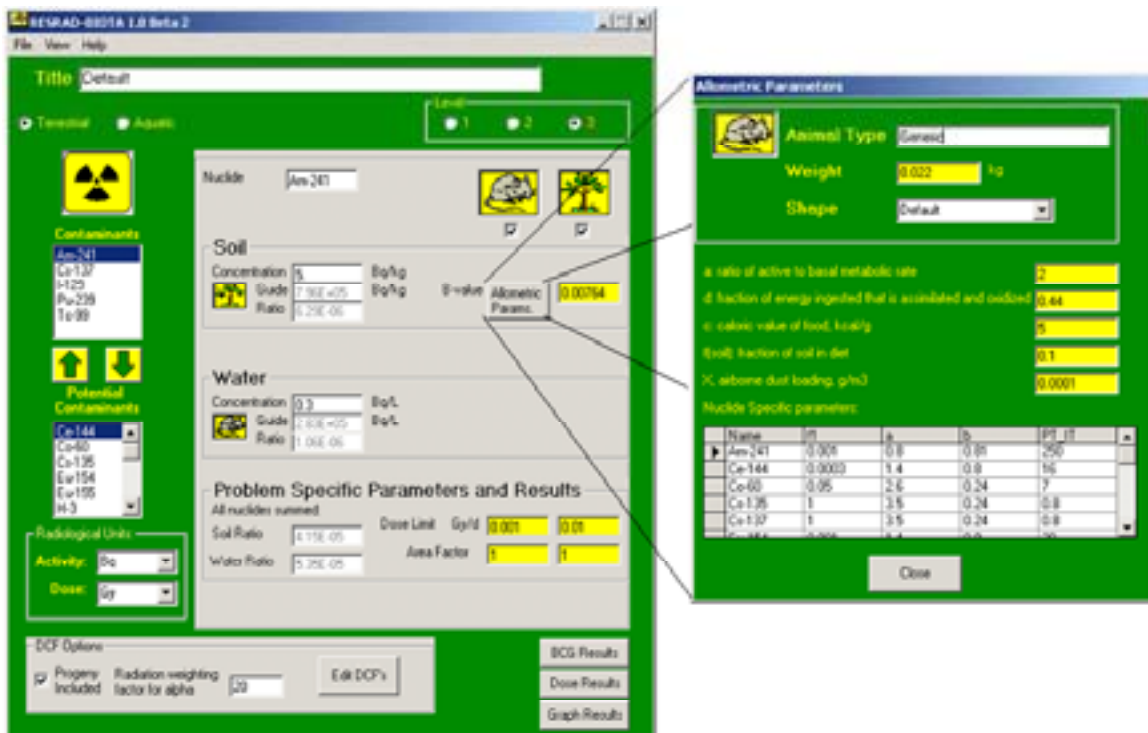 RESRAD-BIOTA 1.0 Beta 2
File View Help
Title Default
Terrestrial Aquatic
Level
1 2 3
Nuclide Am-241
Contaminants
Am-241
Cs-137
I-129
Pu-239
Tc-99
Potential
Contaminants
Ce-144
Co-60
Cs-135
Eu-154
Eu-155
H-3
Radiological Units
Activity: Bq
Dose: Gy
Soil
Concentration 5 Bq/kg
Guide 7.96E+05 Bq/kg
Ratio 6.29E-06
B-value Allometric Params. 0.00764
Water
Concentration 0.3 Bq/L
Guide 2.83E+05 Bq/L
Ratio 1.06E-06
Problem Specific Parameters and Results
All nuclides summed
Soil Ratio 4.15E-05
Water Ratio 5.35E-05
Dose Limit Gy/d 0.001 0.01
Area Factor 1 1
DCF Options
Progeny Included
Radiation weighting factor for alpha 20
Edit DCF's
BCG Results
Dose Results
Graph Results
Allometric Parameters
Animal Type Generic
Weight 0.022 kg
Shape Default
a: ratio of active to basal metabolic rate 2
d: fraction of energy ingested that is assimilated and oxidized 0.44
c: caloric value of food, kcal/g 5
f(soil): fraction of soil in diet 0.1
X, airborne dust loading, g/m3 0.0001
Nuclide Specific parameters:
Name f1 a b PT_IT
Am-241 0.001 0.8 0.81 250
Ce-144 0.0003 1.4 0.8 16
Co-60 0.05 2.6 0.24 7
Cs-135 1 3.5 0.24 0.8
Cs-137 1 3.5 0.24 0.8
Close